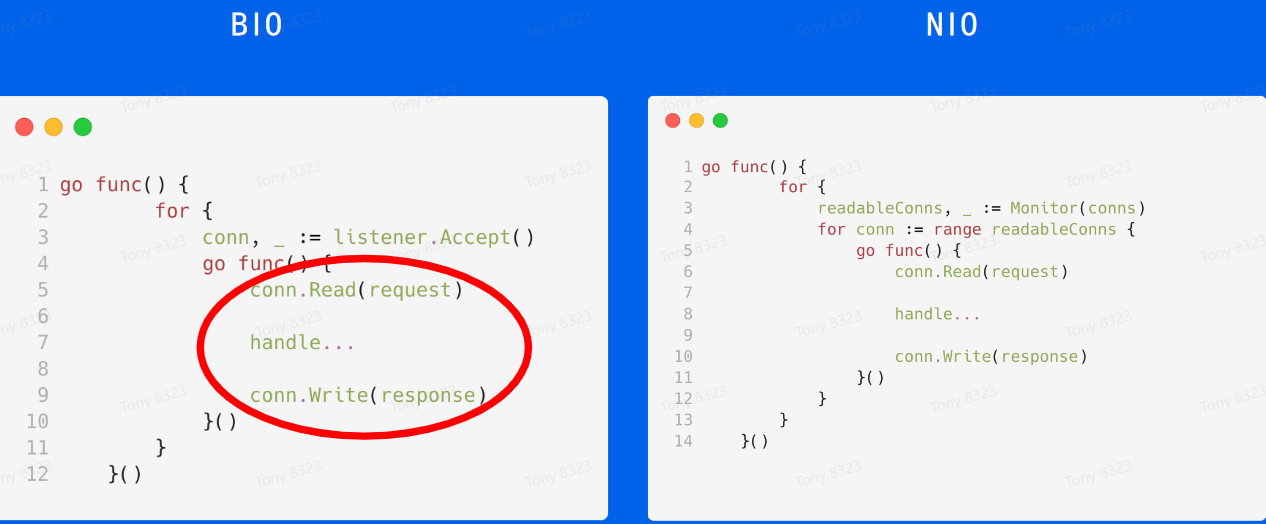 BIO
1 go func() {
2 for {
3 conn, _ := listener.Accept()
4 go func() {
5 conn.Read(request)
6
7 handle...
8
9 conn.Write(response)
10 }()
11 }
12 }()
NIO
1 go func() {
2 for {
3 readableConns, _ := Monitor(conns)
4 for conn := range readableConns {
5 go func() {
6 conn.Read(request)
7
8 handle...
9
10 conn.Write(response)
11 }()
12 }
13 }
14 }()
Tony 8323